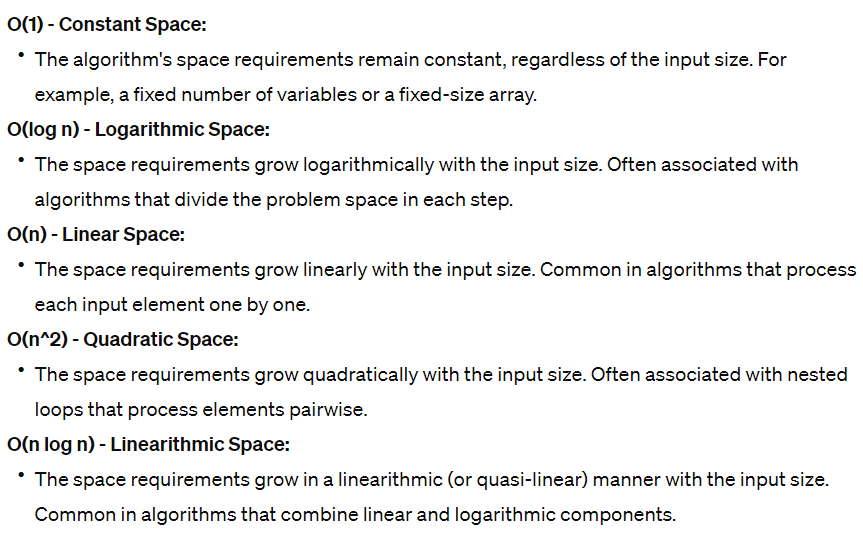 O(1) - Constant Space:
• The algorithm's space requirements remain constant, regardless of the input size. For
example, a fixed number of variables or a fixed-size array.
O(log n) - Logarithmic Space:
• The space requirements grow logarithmically with the input size. Often associated with
algorithms that divide the problem space in each step.
O(n) - Linear Space:
• The space requirements grow linearly with the input size. Common in algorithms that process
each input element one by one.
O(n^2) - Quadratic Space:
• The space requirements grow quadratically with the input size. Often associated with nested
loops that process elements pairwise.
O(n log n) - Linearithmic Space:
• The space requirements grow in a linearithmic (or quasi-linear) manner with the input size.
Common in algorithms that combine linear and logarithmic components.